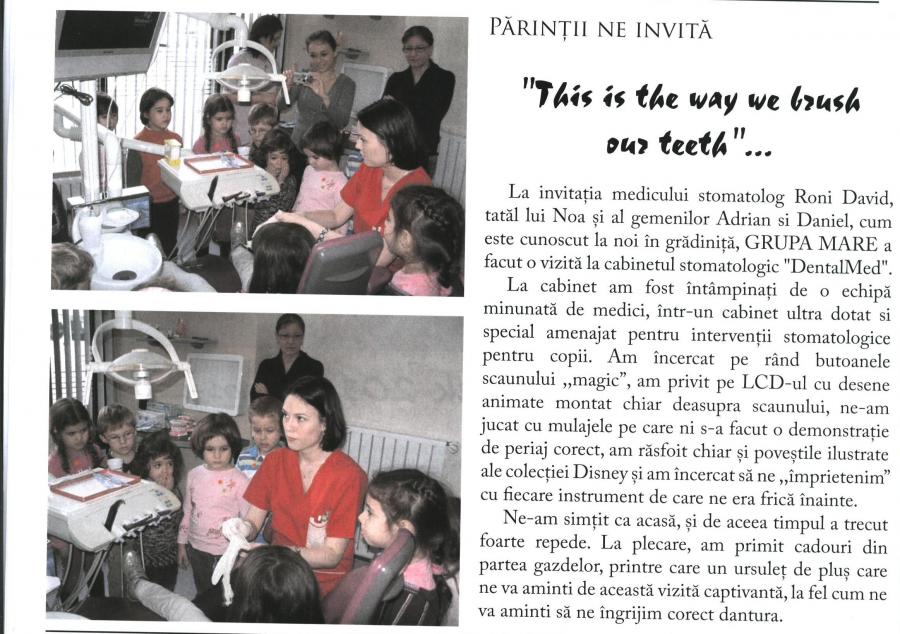 PĂRINȚII NE INVITĂ
"This is the way we brush
our teeth"...
La invitația medicului stomatolog Roni David,
tatăl lui Noa și al gemenilor Adrian si Daniel, cum
este cunoscut la noi în grădiniță, GRUPA MARE a
facut o vizită la cabinetul stomatologic "DentalMed".
La cabinet am fost întâmpinați de o echipă
minunată de medici, într-un cabinet ultra dotat si
special amenajat pentru intervenții stomatologice
pentru copii. Am încercat pe rând butoanele
scaunului ,,magic”, am privit pe LCD-ul cu desene
animate montat chiar deasupra scaunului, ne-am
jucat cu mulajele pe care ni s-a facut o demonstrație
de periaj corect, am răsfoit chiar și poveștile ilustrate
ale colecției Disney și am încercat să ne ,,împrietenim”
cu fiecare instrument de care ne era frică înainte.
Ne-am simțit ca acasă, și de aceea timpul a trecut
foarte repede. La plecare, am primit cadouri din
partea gazdelor, printre care un ursuleț de pluș care
ne va aminti de această vizită captivantă, la fel cum ne
va aminti să ne îngrijim corect dantura.